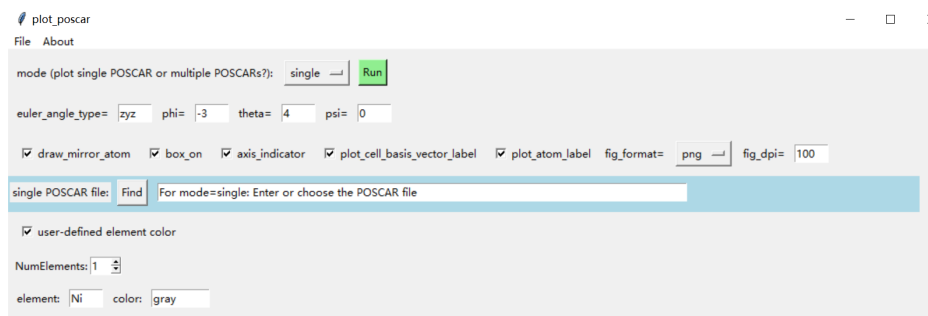 plot_poscar
File About
mode (plot single POSCAR or multiple POSCARs?): single Run
euler_angle_type= zyz phi= -3 theta= 4 psi= 0
draw_mirror_atom box_on axis_indicator plot_cell_basis_vector_label plot_atom_label fig_format= png fig_dpi= 100
single POSCAR file: Find For mode=single: Enter or choose the POSCAR file
user-defined element color
NumElements: 1
element: Ni color: gray